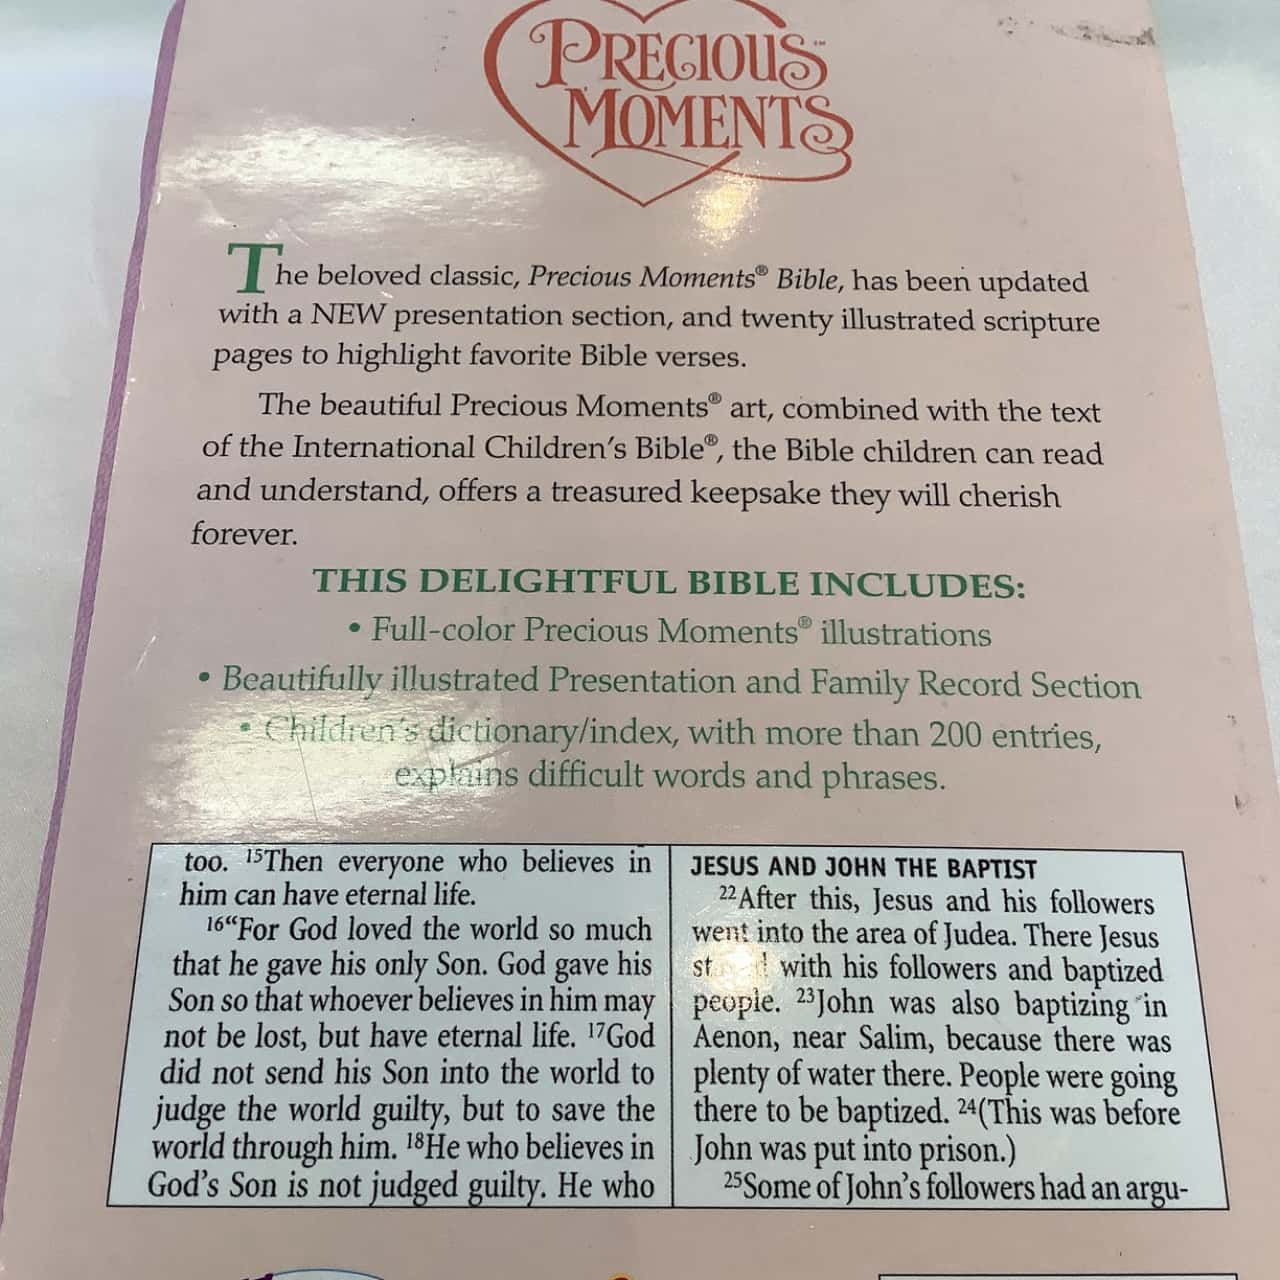 PRECIOUS™
MOMENTS
The beloved classic, Precious Moments® Bible, has been updated
with a NEW presentation section, and twenty illustrated scripture
pages to highlight favorite Bible verses.
The beautiful Precious Moments® art, combined with the text
of the International Children's Bible®, the Bible children can read
and understand, offers a treasured keepsake they will cherish
forever.
THIS DELIGHTFUL BIBLE INCLUDES:
• Full-color Precious Moments® illustrations
• Beautifully illustrated Presentation and Family Record Section
• Children's dictionary/index, with more than 200 entries,
explains difficult words and phrases.
too. ¹⁵Then everyone who believes in
him can have eternal life.
¹⁶“For God loved the world so much
that he gave his only Son. God gave his
Son so that whoever believes in him may
not be lost, but have eternal life. ¹⁷God
did not send his Son into the world to
judge the world guilty, but to save the
world through him. ¹⁸He who believes in
God's Son is not judged guilty. He who
JESUS AND JOHN THE BAPTIST
²²After this, Jesus and his followers
went into the area of Judea. There Jesus
with his followers and baptized
people. ²³John was also baptizing in
Aenon, near Salim, because there was
plenty of water there. People were going
there to be baptized. ²⁴(This was before
John was put into prison.)
²⁵Some of John's followers had an argu-